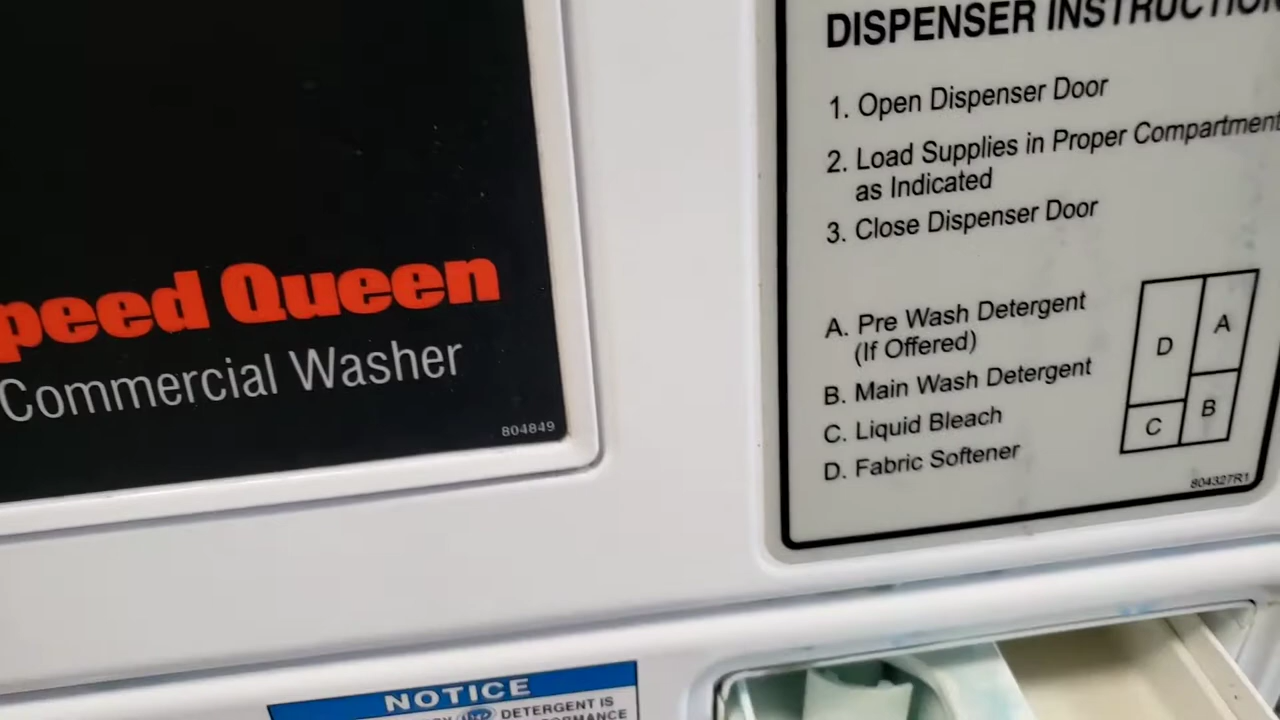 peed Queen
Commercial Washer
804849
DISPENSER INSTRUCTION
1. Open Dispenser Door
2. Load Supplies in Proper Compartment
as Indicated
3. Close Dispenser Door
A. Pre Wash Detergent
(If Offered)
B. Main Wash Detergent
C. Liquid Bleach
D. Fabric Softener
D
A
C
B
804327R1
NOTICE
DETERGENT IS